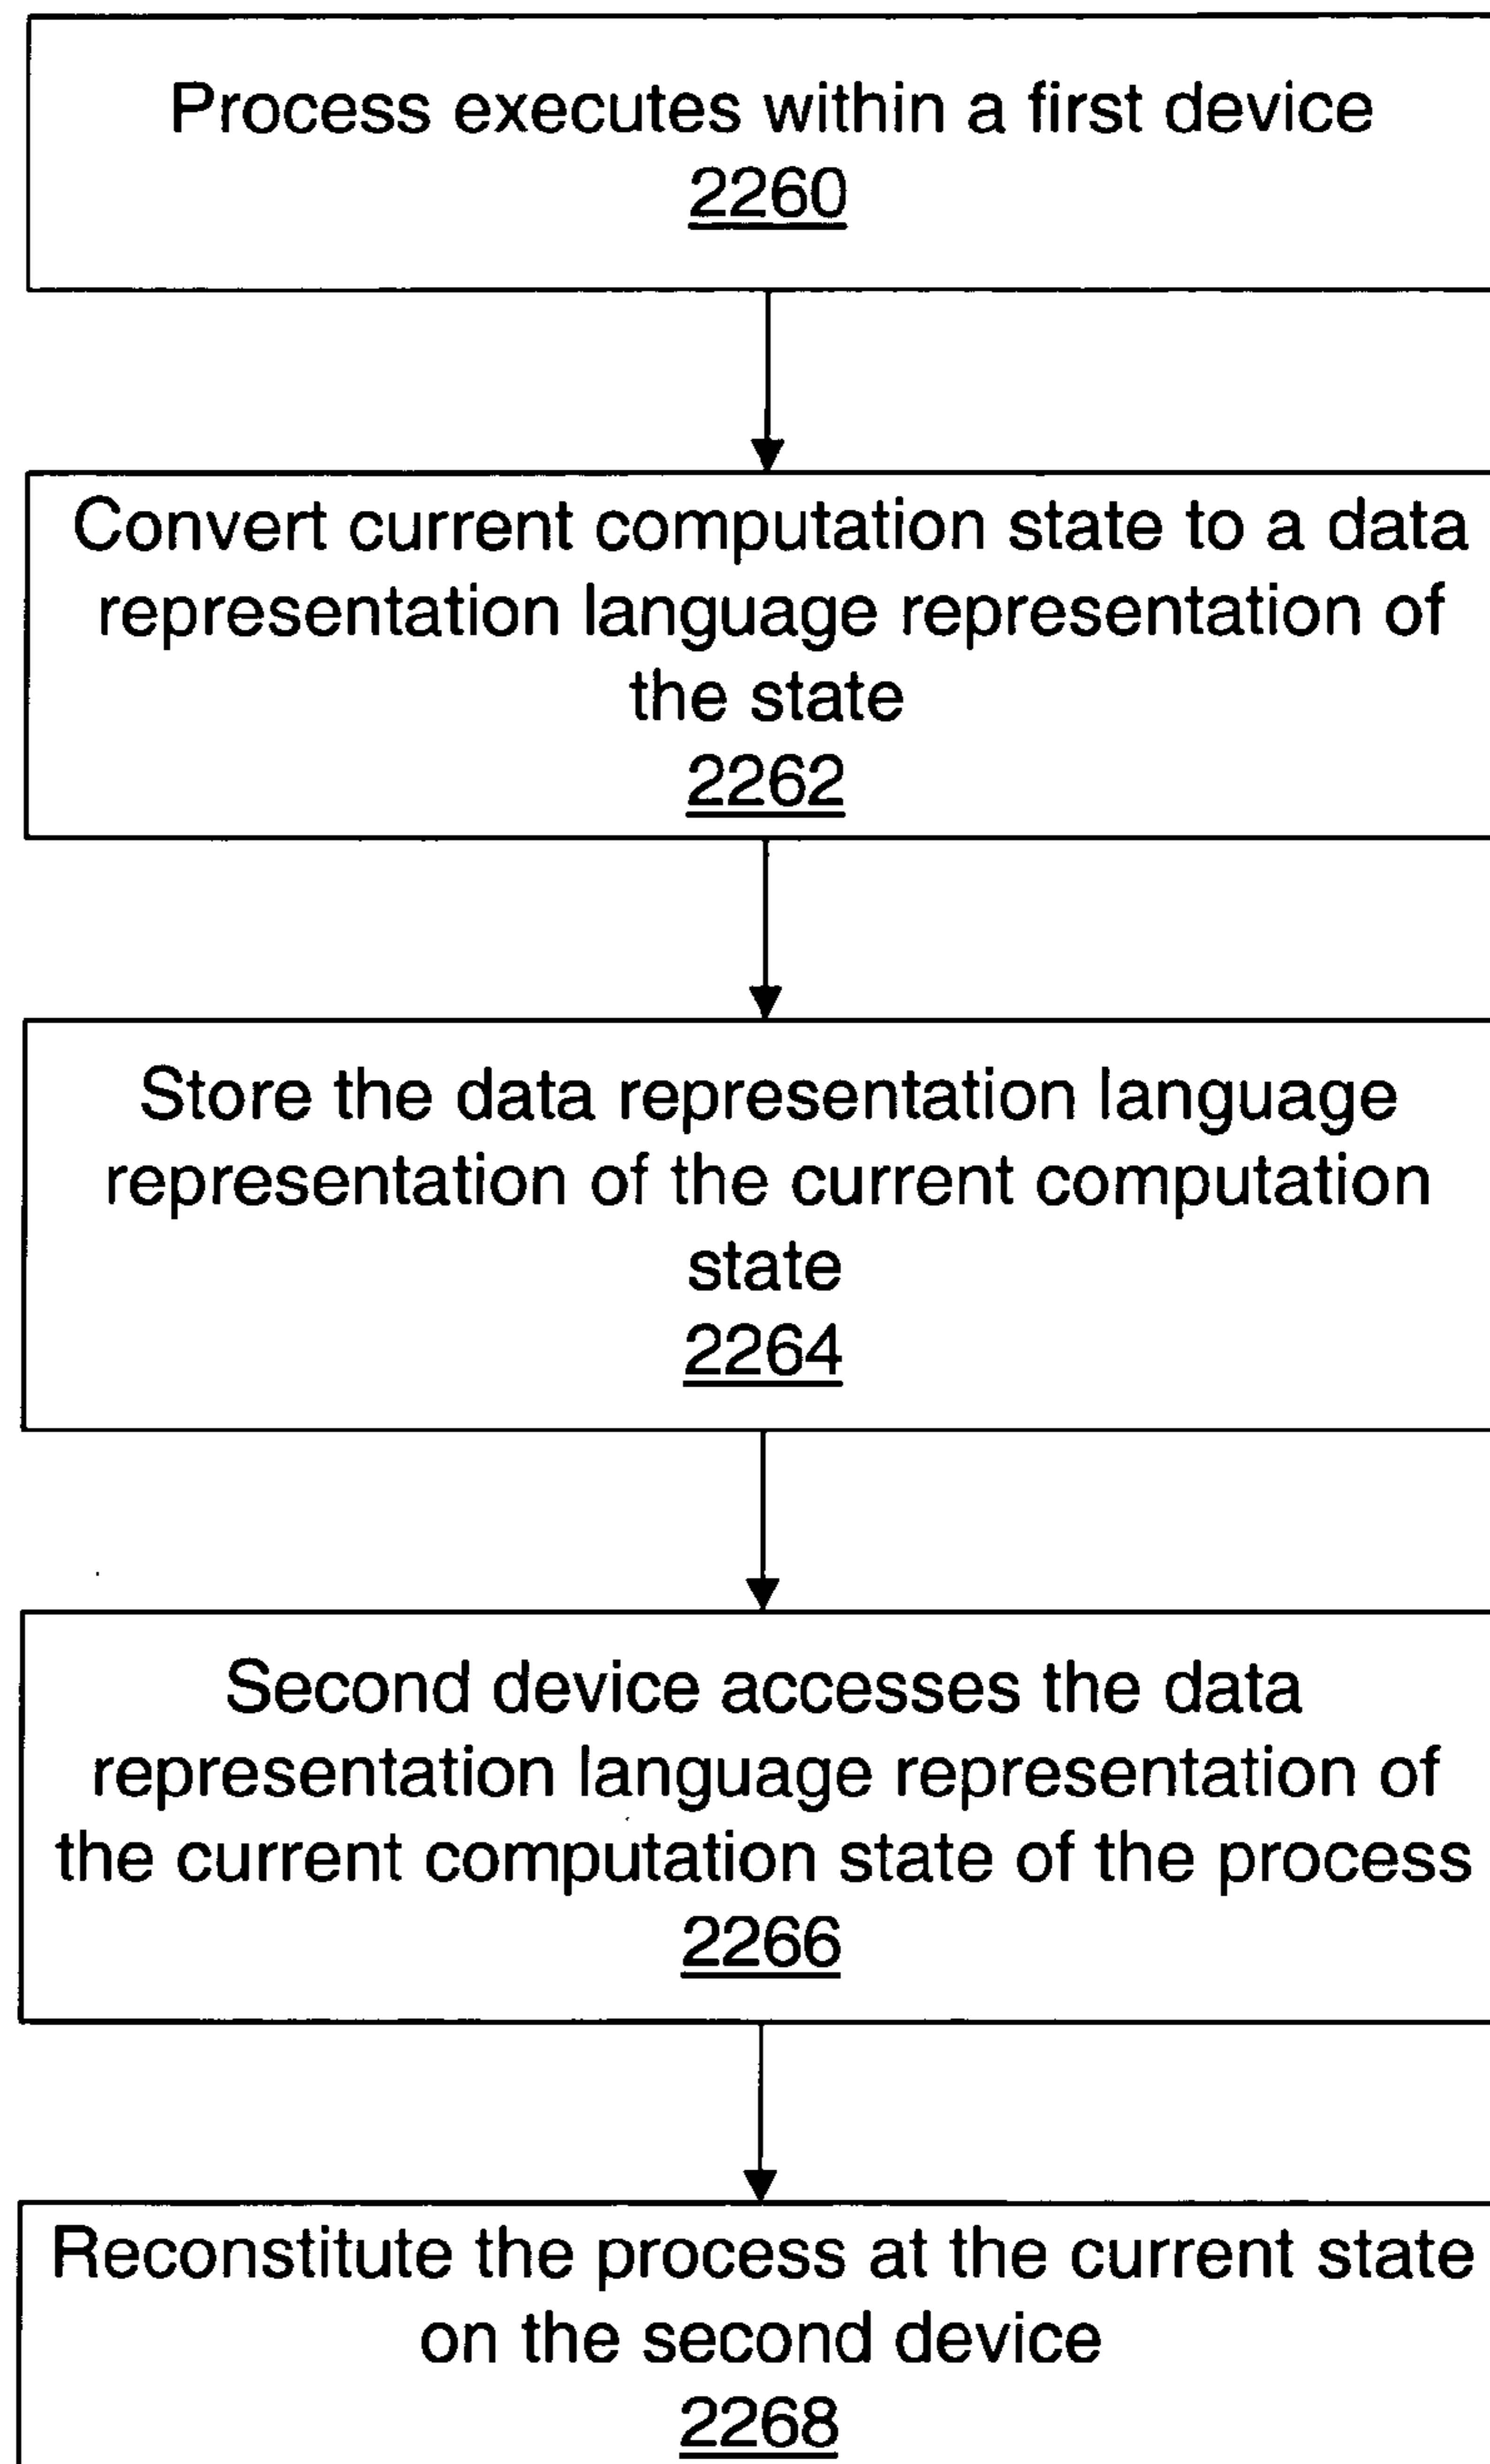 Process executes within a first device
2260
Convert current computation state to a data
representation language representation of
the state
2262
Store the data representation language
representation of the current computation
state
2264
Second device accesses the data
representation language representation of
the current computation state of the process
2266
Reconstitute the process at the current state
on the second device
2268